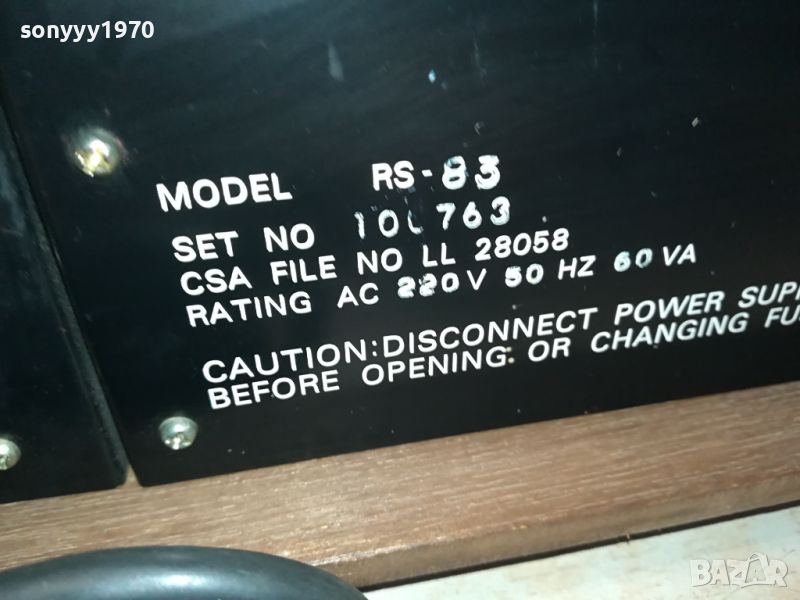 sonyyy1970
MODEL RS-83
SET NO
CSA FILE NO LL 28058
RATING AC 220V 50 HZ 60 VA
CAUTION:DISCONNECT POWER
BEFORE OPENING OR CHANGING
BAZAR